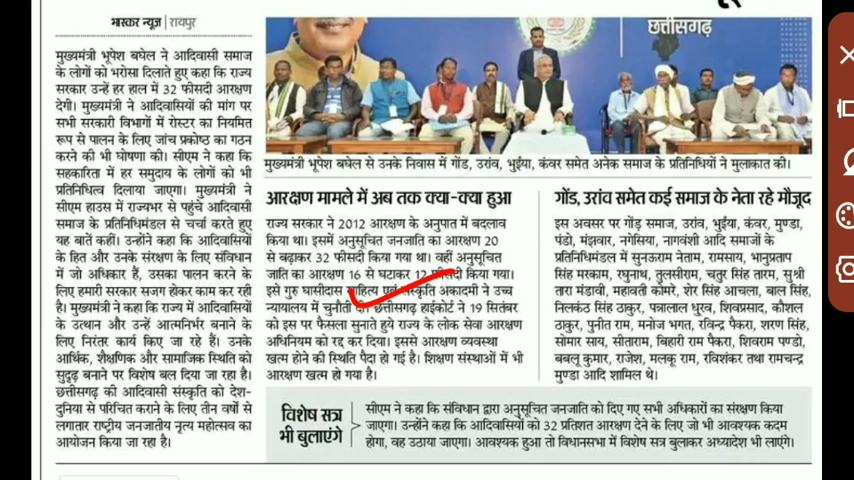 भास्कर न्यूज | रायपुर
मुख्यमंत्री भूपेश बघेल ने आदिवासी समाज
के लोगों को भरोसा दिलाते हुए कहा कि राज्य
सरकार उन्हें हर हाल में 32 फीसदी आरक्षण
देगी। मुख्यमंत्री ने आदिवासियों की मांग पर
सभी सरकारी विभागों में रोस्टर का नियमित
रूप से पालन के लिए जांच प्रकोष्ठ का गठन
करने की भी घोषणा की। सीएम ने कहा कि
सहकारिता में हर समुदाय के लोगों को भी
प्रतिनिधित्व दिलाया जाएगा। मुख्यमंत्री ने
सीएम हाउस में राज्यभर से पहुंचे आदिवासी
समाज के प्रतिनिधिमंडल से चर्चा करते हुए
यह बातें कहीं। उन्होंने कहा कि आदिवासियों
के हित और उनके संरक्षण के लिए संविधान
में जो अधिकार हैं, उसका पालन करने के
लिए हमारी सरकार सजग होकर काम कर रही
है। मुख्यमंत्री ने कहा कि राज्य में आदिवासियों
के उत्थान और उन्हें आत्मनिर्भर बनाने के
लिए निरंतर कार्य किए जा रहे हैं। उनके
आर्थिक, शैक्षणिक और सामाजिक स्थिति को
सुदृढ़ बनाने पर विशेष बल दिया जा रहा है।
छत्तीसगढ़ की आदिवासी संस्कृति को देश-
दुनिया से परिचित कराने के लिए तीन वर्षो से
लगातार राष्ट्रीय जनजातीय नृत्य महोत्सव का
आयोजन किया जा रहा है।
छत्तीसगढ़
मुख्यमंत्री भूपेश बघेल से उनके निवास में गोंड, उरांव, भुईंया, कंवर समेत अनेक समाज के प्रतिनिधियों ने मुलाकात की।
आरक्षण मामले में अब तक क्या-क्या हुआ
राज्य सरकार ने 2012 आरक्षण के अनुपात में बदलाव
किया था। इसमें अनुसूचित जनजाति का आरक्षण 20
से बढ़ाकर 32 फीसदी किया गया था। वहीं अनुसूचित
जाति का आरक्षण 16 से घटाकर 12 फीसदी किया गया।
इसे गुरु घासीदास साहित्य एवं संस्कृति अकादमी ने उच्च
न्यायालय में चुनौती दी। छत्तीसगढ़ हाईकोर्ट ने 19 सितंबर
को इस पर फैसला सुनाते हुये राज्य के लोक सेवा आरक्षण
अधिनियम को रद्द कर दिया। इससे आरक्षण व्यवस्था
खत्म होने की स्थिति पैदा हो गई है। शिक्षण संस्थाओं में भी
आरक्षण खत्म हो गया है।
गोंड, उरांव समेत कई समाज के नेता रहे मौजूद
इस अवसर पर गोंड़ समाज, उरांव, भुईंया, कंवर, मुण्डा,
पंडो, मंझवार, नगेसिया, नागवंशी आदि समाजों के
प्रतिनिधिमंडल में सुनऊराम नेताम, रामसाय, भानुप्रताप
सिंह मरकाम, रघुनाथ, तुलसीराम, चतुर सिंह तारम, सुश्री
तारा मंडावी, महावती कोमरे, शेर सिंह आचला, बाल सिंह,
निलकंठ सिंह ठाकुर, पन्नालाल धुरव, शिवप्रसाद, कौशल
ठाकुर, पुनीत राम, मनोज भगत, रविन्द्र पैकरा, शरण सिंह,
सोमार साय, सीताराम, बिहारी राम पैकरा, शिवराम पण्डो,
बबलू कुमार, राजेश, मलकू राम, रविशंकर तथा रामचन्द्र
मुण्डा आदि शामिल थे।
विशेष सत्र
भी बुलाएंगे
सीएम ने कहा कि संविधान द्वारा अनुसूचित जनजाति को दिए गए सभी अधिकारों का संरक्षण किया
जाएगा। उन्होंने कहा कि आदिवासियों को 32 प्रतिशत आरक्षण देने के लिए जो भी आवश्यक कदम
होगा, वह उठाया जाएगा। आवश्यक हुआ तो विधानसभा में विशेष सत्र बुलाकर अध्यादेश भी लाएंगे।